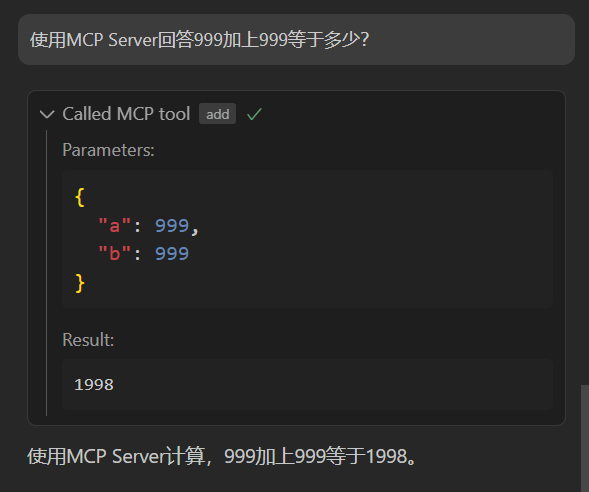 使用MCP Server回答999加上999等于多少?
Called MCP tool add
Parameters:
{
"a": 999,
"b": 999
}
Result:
1998
使用MCP Server计算，999加上999等于1998。